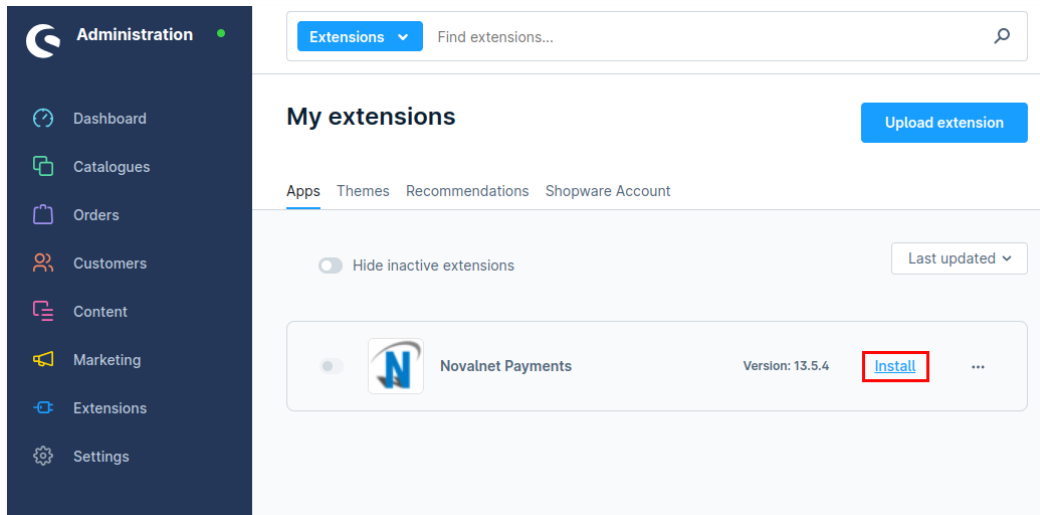 Administration
Extensions
Find extensions...
Dashboard
Catalogues
Orders
Customers
Content
Marketing
Extensions
Settings
My extensions
Upload extension
Apps Themes Recommendations Shopware Account
Hide inactive extensions
Last updated
Novalnet Payments
Version: 13.5.4
Install
...